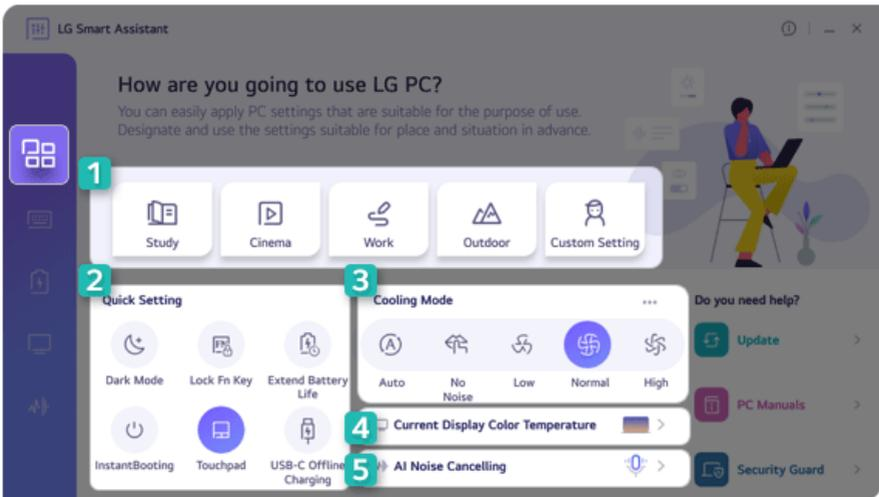 LG Smart Assistant
How are you going to use LG PC?
You can easily apply PC settings that are suitable for the purpose of use.
Designate and use the settings suitable for place and situation in advance.
1
Study
Cinema
Work
Outdoor
Custom Setting
2
Quick Setting
Dark Mode
Lock Fn Key
Extend Battery
Life
InstantBooting
Touchpad
USB-C Offline
Charging
3
Cooling Mode
Auto
No
Noise
Low
Normal
High
4
Current Display Color Temperature
5
AI Noise Cancelling
Do you need help?
Update
PC Manuals
Security Guard